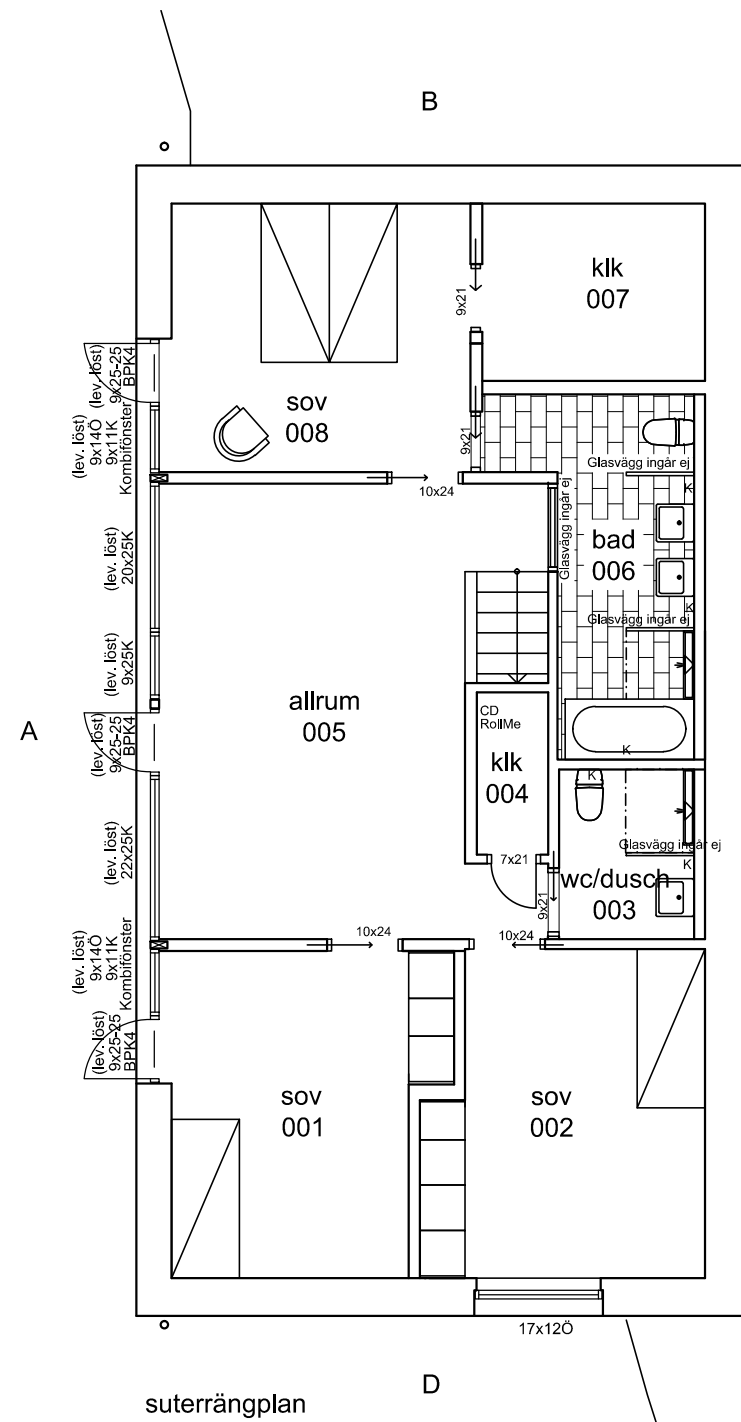 B
klk
007
9x21
sov
008
(lev. löst)
9x25-25
BPK4
(lev. löst)
9x14Ö
9x11K
Kombifönster
9x21
10x24
Glasvägg ingår ej
K
Glasvägg ingår ej
bad
006
K
Glasvägg ingår ej
(lev. löst)
20x25K
(lev. löst)
9x25K
A
allrum
005
(lev. löst)
9x25-25
BPK4
CD
RollMe
klk
004
K
K
Glasvägg ingår ej
K
(lev. löst)
22x25K
7x21
wc/dusch
003
9x21
10x24
10x24
(lev. löst)
9x14Ö
9x11K
Kombifönster
(lev. löst)
9x25-25
BPK4
sov
001
sov
002
17x12Ö
D
suterrängplan